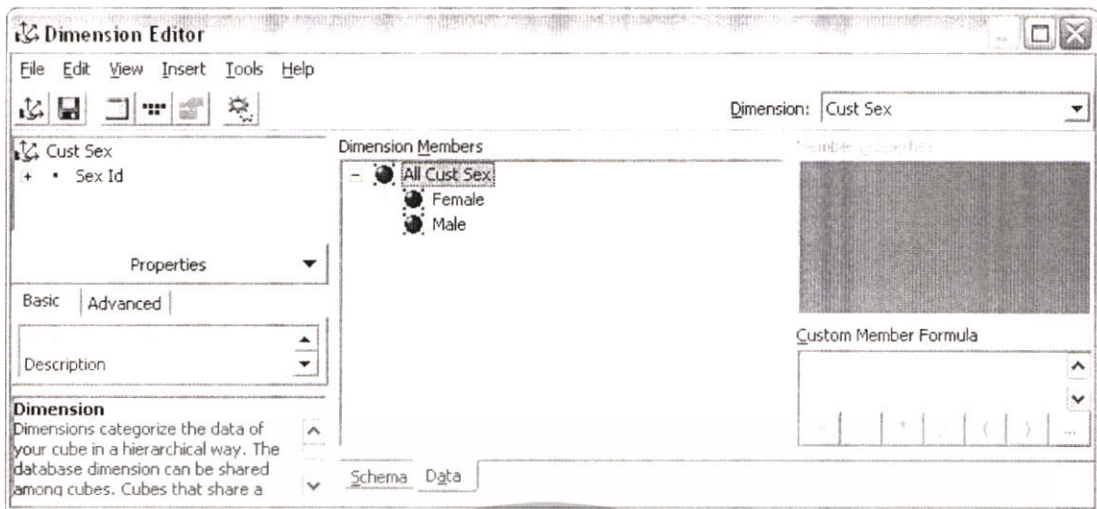 Dimension Editor
File Edit View Insert Tools Help
Dimension: Cust Sex
Cust Sex
Sex Id
Properties
Basic Advanced
Description
Dimension
Dimensions categorize the data of
your cube in a hierarchical way. The
database dimension can be shared
among cubes. Cubes that share a
Dimension Members
All Cust Sex
Female
Male
Schema Data
Member Properties
Custom Member Formula
* / ( ) ...